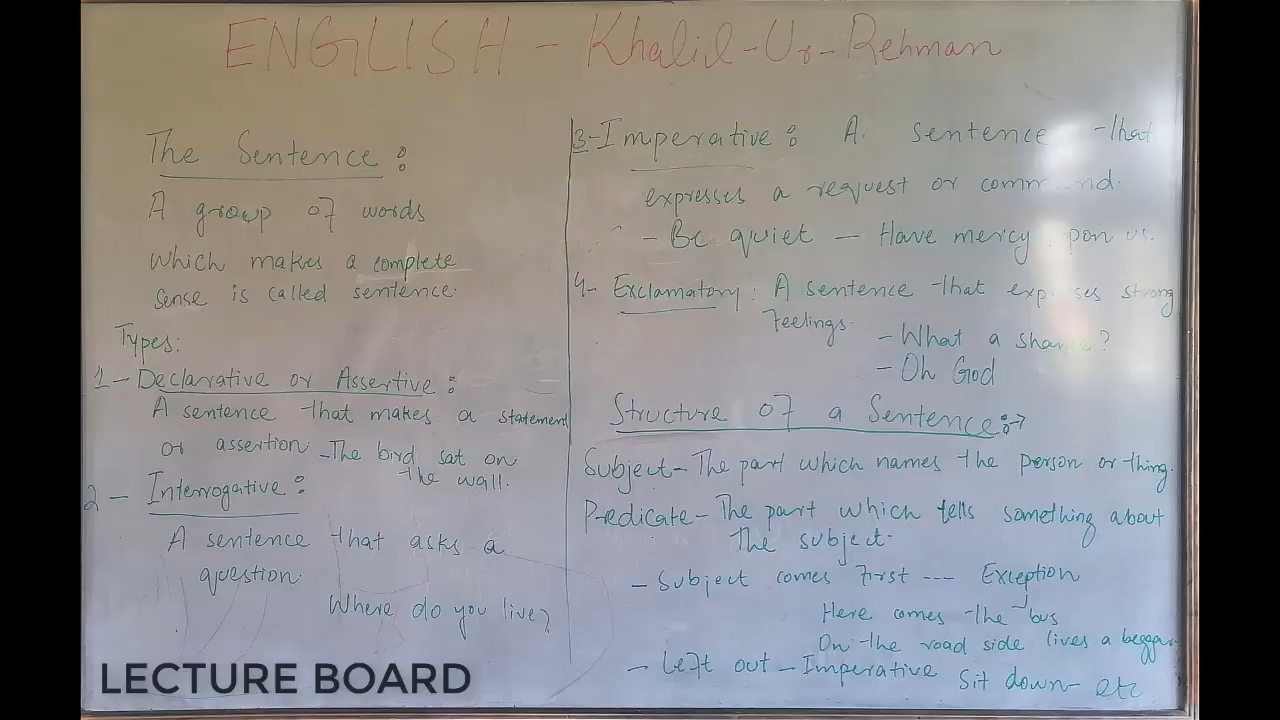 ENGLISH - Khalil-Ur-Rehman
The Sentence:
A group of words
which makes a complete
sense is called sentence.
Types:
1- Declarative or Assertive:
A sentence that makes a statement
or assertion - The bird sat on
the wall.
2- Interrogative:
A sentence that asks a
question.
Where do you live?
3- Imperative: A sentence that
expresses a request or command.
- Be quiet - Have mercy upon us.
4- Exclamatory: A sentence that expresses strong
feelings.
- What a shame?
- Oh God
Structure of a Sentence:→
Subject - The part which names the person or thing.
Predicate - The part which tells something about
the subject.
- Subject comes first --- Exception
Here comes the bus
On the road side lives a beggar
- Left out - Imperative Sit down - etc
LECTURE BOARD